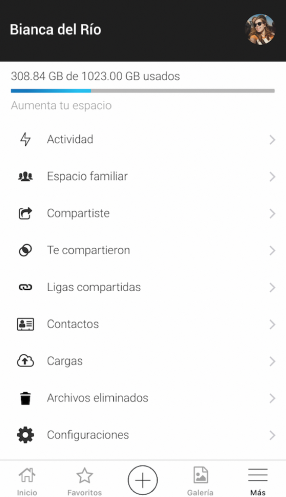 Bianca del Río
308.84 GB de 1023.00 GB usados
Aumenta tu espacio
Actividad
Espacio familiar
Compartiste
Te compartieron
Ligas compartidas
Contactos
Cargas
Archivos eliminados
Configuraciones
Inicio
Favoritos
Galería
Más